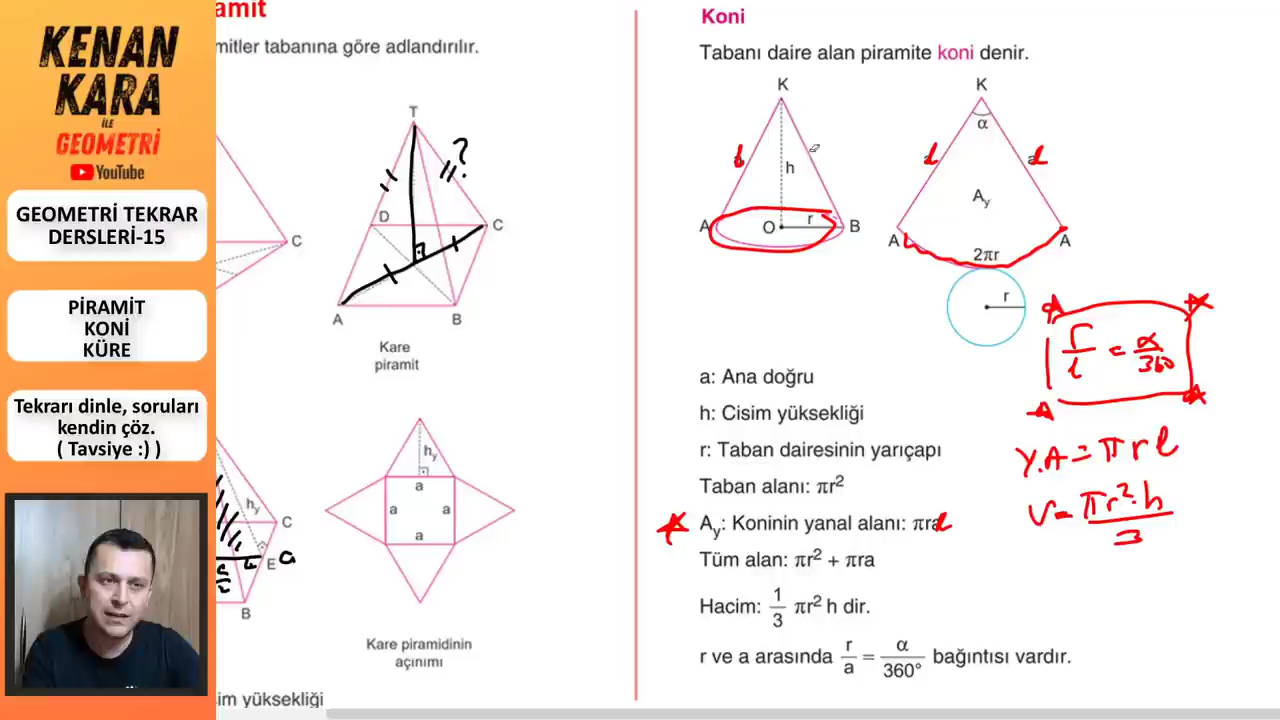 KENAN
KARA
İLE
GEOMETRİ
YouTube
GEOMETRİ TEKRAR
DERSLERİ-15
PİRAMİT
KONİ
KÜRE
Tekrarı dinle, soruları
kendin çöz.
( Tavsiye :) )
amit
mitler tabanına göre adlandırılır.
C
T
?
D
C
A
B
Kare
piramit
hy
C
E
a
B
hy
a
a
a
a
Kare piramidinin
açınımı
im yüksekliği
Koni
Tabanı daire alan piramite koni denir.
K
l
h
A
O
r
B
K
α
l
l
Ay
A
2πr
A
r
r/l = α/360
Y.A = πrl
V = πr²·h/3
a: Ana doğru
h: Cisim yüksekliği
r: Taban dairesinin yarıçapı
Taban alanı: πr²
Ay: Koninin yanal alanı: πra l
Tüm alan: πr² + πra
Hacim: 1/3 πr² h dir.
r ve a arasında r/a = α/360° bağıntısı vardır.